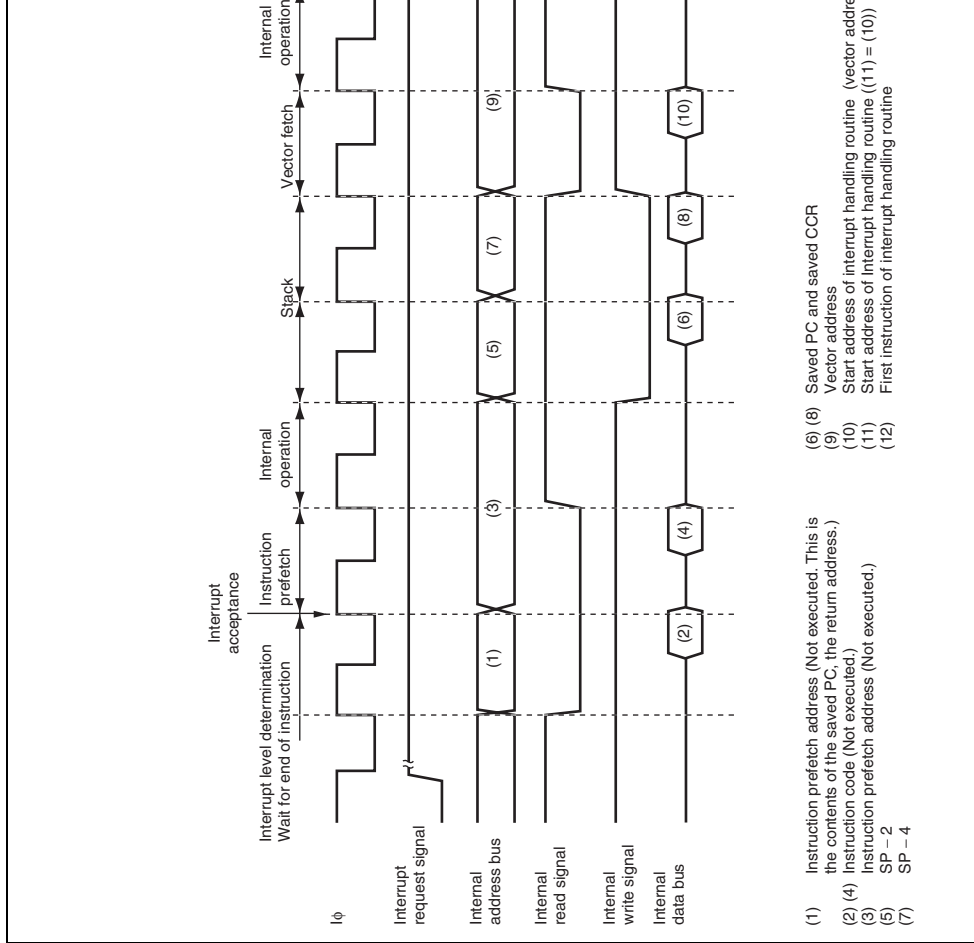 Interrupt
acceptance
Interrupt level determination
Wait for end of instruction
Instruction
prefetch
Internal
operation
Stack
Vector fetch
Internal
operation
Iϕ
Interrupt
request signal
Internal
address bus
(1)
(3)
(5)
(7)
(9)
Internal
read signal
Internal
write signal
Internal
data bus
(2)
(4)
(6)
(8)
(10)
(1) Instruction prefetch address (Not executed. This is
the contents of the saved PC, the return address.)
(2) (4) Instruction code (Not executed.)
(3) Instruction prefetch address (Not executed.)
(5) SP – 2
(7) SP – 4
(6) (8) Saved PC and saved CCR
(9) Vector address
(10) Start address of interrupt handling routine (vector
(11) Start address of Interrupt handling routine ((11) = (10))
(12) First instruction of interrupt handling routine